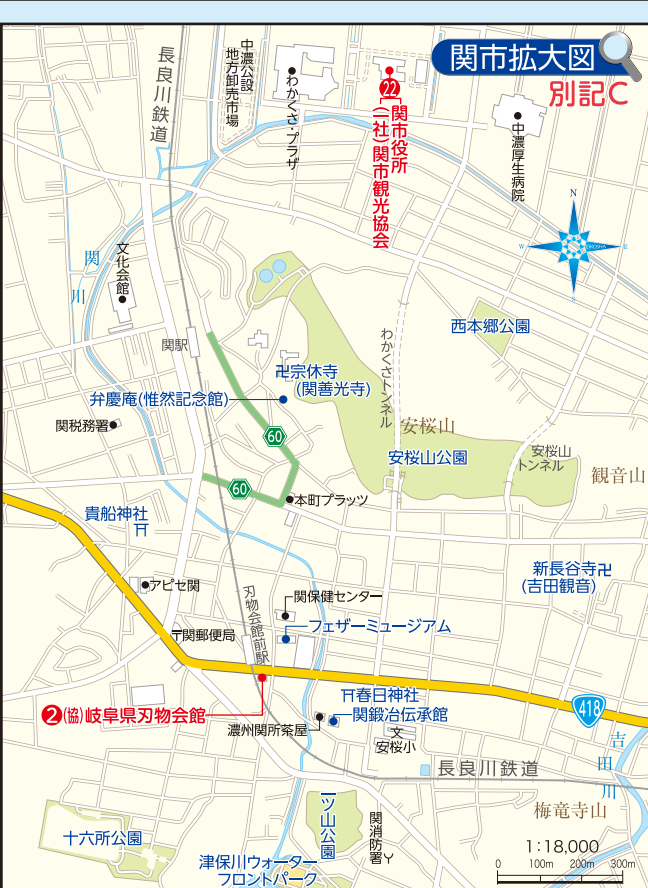 関市拡大図
別記C
長良川鉄道
中濃公設
地方卸売市場
わかくさ・プラザ
22
関市役所
(一社)関市観光協会
中濃厚生病院
N
W
E
S
関川
文化会館
関駅
西本郷公園
わかくさトンネル
卍宗休寺
(関善光寺)
弁慶庵(惟然記念館)
関税務署
安桜山
安桜山公園
安桜山
トンネル
観音山
60
60
本町プラッツ
貴船神社
新長谷寺卍
(吉田観音)
アピセ関
刃物会館前駅
関保健センター
フェザーミュージアム
〒関郵便局
2
(協)岐阜県刃物会館
春日神社
関鍛冶伝承館
濃州関所茶屋
文
安桜小
418
吉田川
長良川鉄道
梅竜寺山
十六所公園
一ツ山公園
関消防署
津保川ウォーター
フロントパーク
1:18,000
0 100m 200m 300m